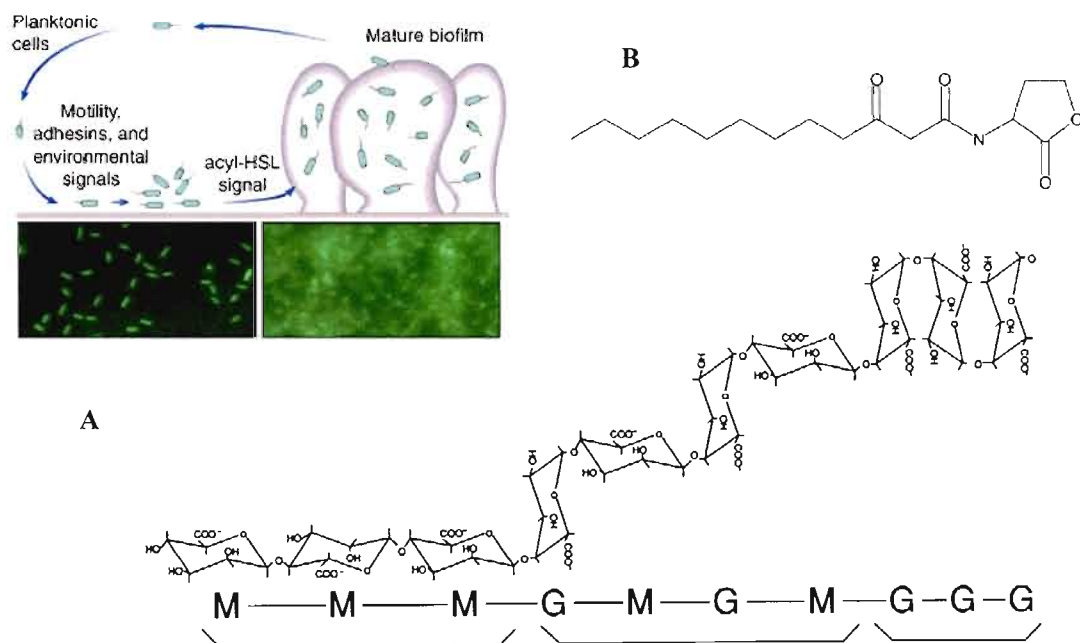 Planktonic
cells
Mature biofilm
Motility,
adhesins, and
environmental
signals
acyl-HSL
signal
B
O
O
N
O
O
A
M—M—M—G—M—G—M—G—G—G